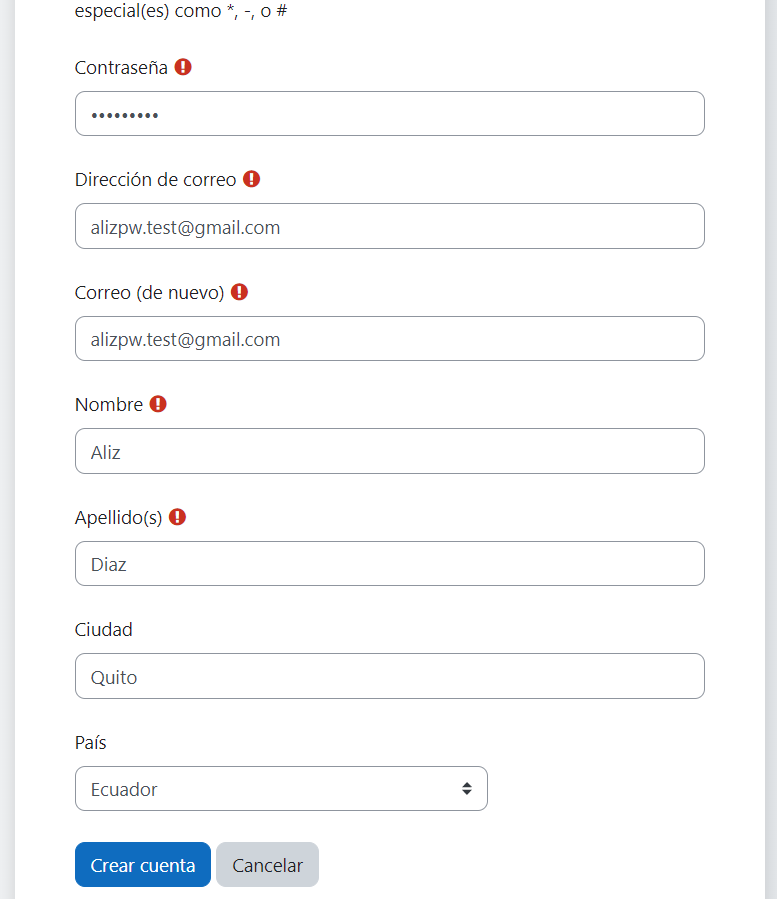 especial(es) como *, -, o #
Contraseña
•••••••••
Dirección de correo
alizpw.test@gmail.com
Correo (de nuevo)
alizpw.test@gmail.com
Nombre
Aliz
Apellido(s)
Diaz
Ciudad
Quito
País
Ecuador
Crear cuenta Cancelar